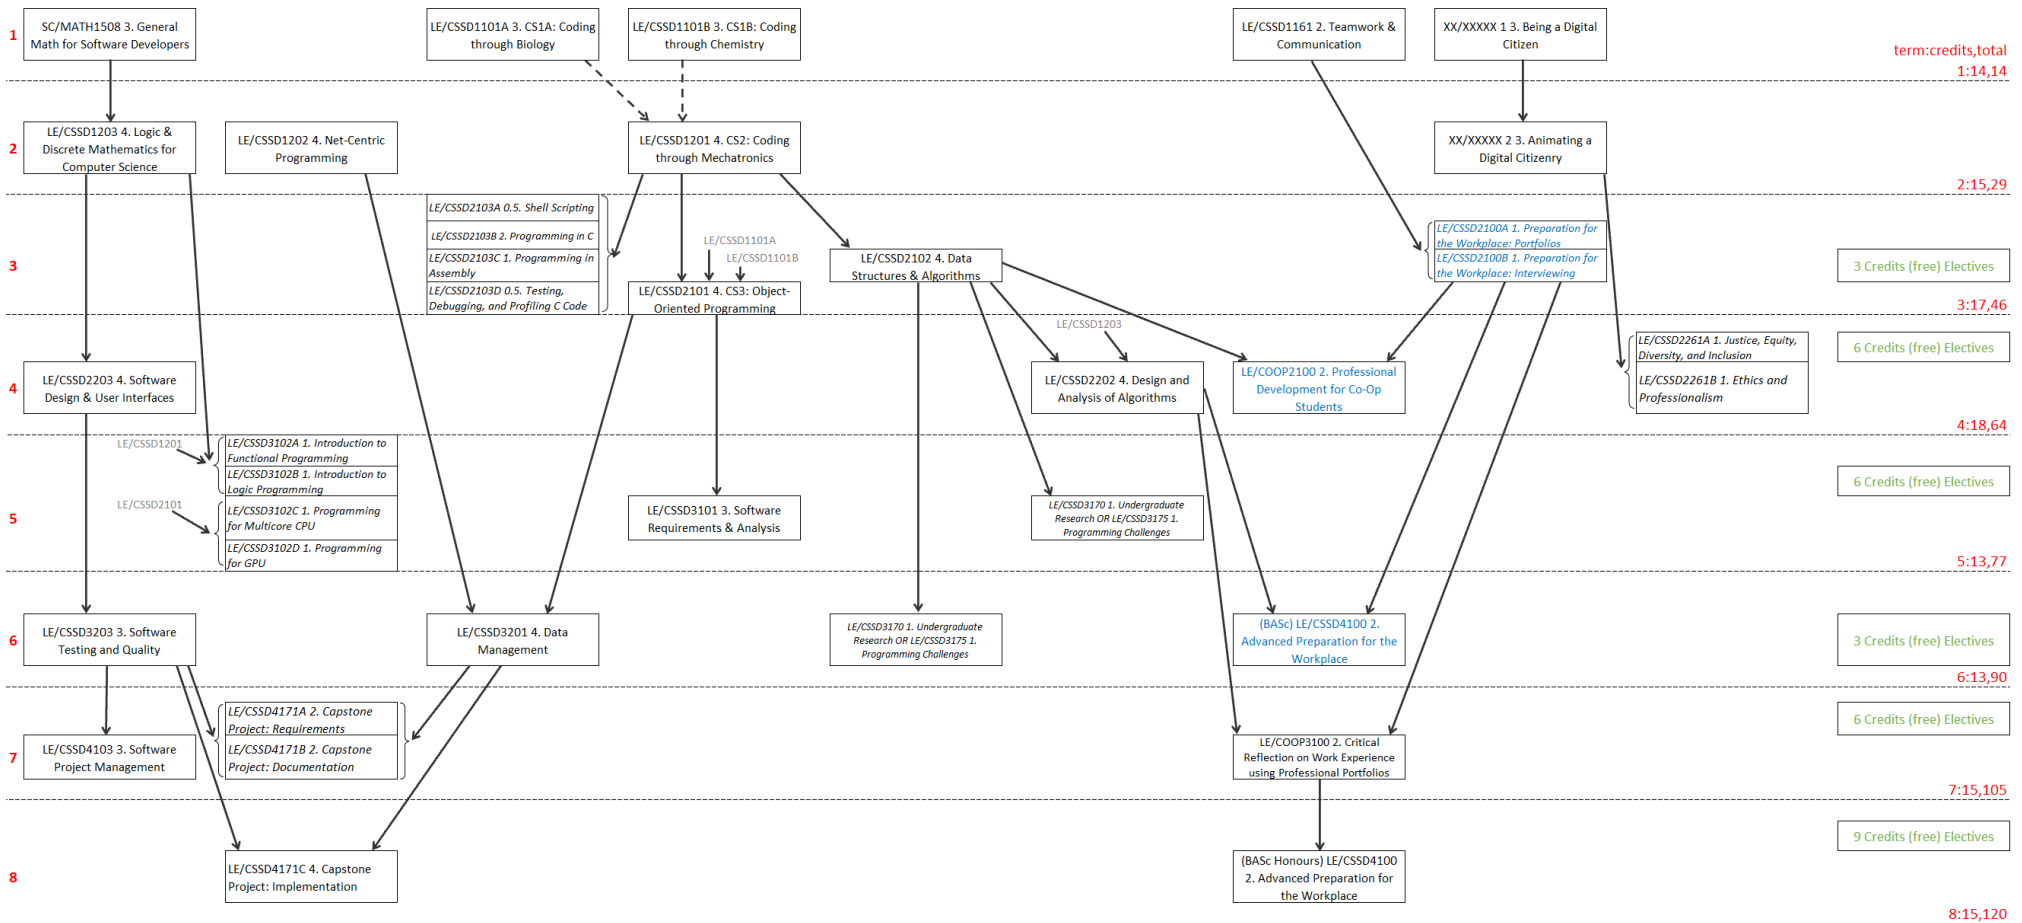 1
SC/MATH1508 3. General
Math for Software Developers
LE/CSSD1101A 3. CS1A: Coding
through Biology
LE/CSSD1101B 3. CS1B: Coding
through Chemistry
LE/CSSD1161 2. Teamwork &
Communication
XX/XXXXX 1 3. Being a Digital
Citizen
term:credits,total
1:14,14
2
LE/CSSD1203 4. Logic &
Discrete Mathematics for
Computer Science
LE/CSSD1202 4. Net-Centric
Programming
LE/CSSD1201 4. CS2: Coding
through Mechatronics
XX/XXXXX 2 3. Animating a
Digital Citizenry
2:15,29
3
LE/CSSD2103A 0.5. Shell Scripting
LE/CSSD2103B 2. Programming in C
LE/CSSD2103C 1. Programming in
Assembly
LE/CSSD2103D 0.5. Testing,
Debugging, and Profiling C Code
LE/CSSD1101A
LE/CSSD1101B
LE/CSSD2101 4. CS3: Object-
Oriented Programming
LE/CSSD2102 4. Data
Structures & Algorithms
LE/CSSD2100A 1. Preparation for
the Workplace: Portfolios
LE/CSSD2100B 1. Preparation for
the Workplace: Interviewing
3 Credits (free) Electives
3:17,46
4
LE/CSSD2203 4. Software
Design & User Interfaces
LE/CSSD1203
LE/CSSD2202 4. Design and
Analysis of Algorithms
LE/COOP2100 2. Professional
Development for Co-Op
Students
LE/CSSD2261A 1. Justice, Equity,
Diversity, and Inclusion
LE/CSSD2261B 1. Ethics and
Professionalism
6 Credits (free) Electives
4:18,64
5
LE/CSSD1201
LE/CSSD2101
LE/CSSD3102A 1. Introduction to
Functional Programming
LE/CSSD3102B 1. Introduction to
Logic Programming
LE/CSSD3102C 1. Programming
for Multicore CPU
LE/CSSD3102D 1. Programming
for GPU
LE/CSSD3101 3. Software
Requirements & Analysis
LE/CSSD3170 1. Undergraduate
Research OR LE/CSSD3175 1.
Programming Challenges
6 Credits (free) Electives
5:13,77
6
LE/CSSD3203 3. Software
Testing and Quality
LE/CSSD3201 4. Data
Management
LE/CSSD3170 1. Undergraduate
Research OR LE/CSSD3175 1.
Programming Challenges
(BASc) LE/CSSD4100 2.
Advanced Preparation for the
Workplace
3 Credits (free) Electives
6:13,90
7
LE/CSSD4103 3. Software
Project Management
LE/CSSD4171A 2. Capstone
Project: Requirements
LE/CSSD4171B 2. Capstone
Project: Documentation
LE/COOP3100 2. Critical
Reflection on Work Experience
using Professional Portfolios
6 Credits (free) Electives
7:15,105
8
LE/CSSD4171C 4. Capstone
Project: Implementation
(BASc Honours) LE/CSSD4100
2. Advanced Preparation for
the Workplace
9 Credits (free) Electives
8:15,120